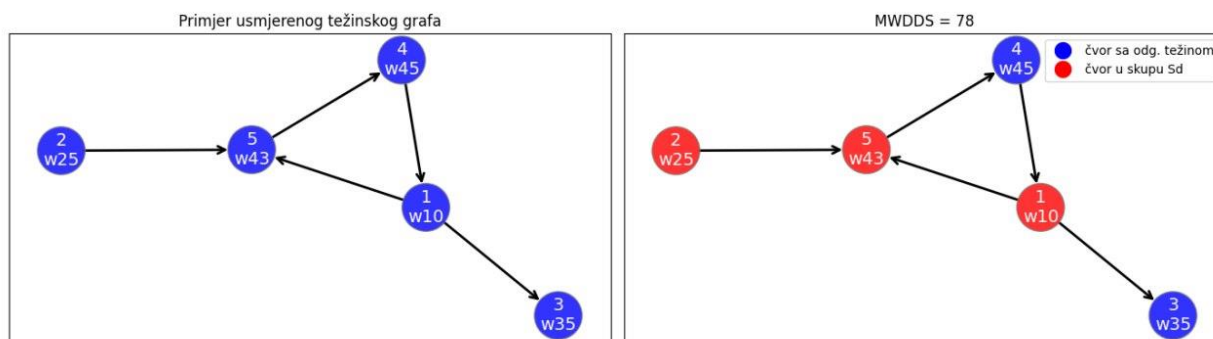 Primjer usmjerenog težinskog grafa
4
w45
2
w25
5
w43
1
w10
3
w35
MWDDS = 78
čvor sa odg. težinom
čvor u skupu Sd
4
w45
2
w25
5
w43
1
w10
3
w35